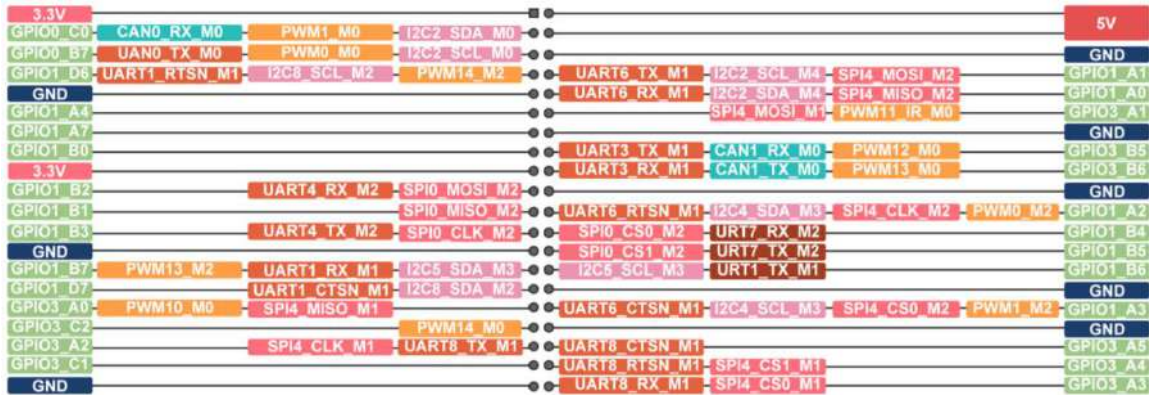 3.3V
5V
GPIO0_C0 CAN0_RX_M0 PWM1_M0 I2C2_SDA_M0
GPIO0_B7 UAN0_TX_M0 PWM0_M0 I2C2_SCL_M0 GND
GPIO1_D6 UART1_RTSN_M1 I2C8_SCL_M2 PWM14_M2 UART6_TX_M1 I2C2_SCL_M4 SPI4_MOSI_M2 GPIO1_A1
GND UART6_RX_M1 I2C2_SDA_M4 SPI4_MISO_M2 GPIO1_A0
GPIO1_A4 SPI4_MOSI_M1 PWM11_IR_M0 GPIO3_A1
GPIO1_A7 GND
GPIO1_B0 UART3_TX_M1 CAN1_RX_M0 PWM12_M0 GPIO3_B5
3.3V UART3_RX_M1 CAN1_TX_M0 PWM13_M0 GPIO3_B6
GPIO1_B2 UART4_RX_M2 SPI0_MOSI_M2 GND
GPIO1_B1 SPI0_MISO_M2 UART6_RTSN_M1 I2C4_SDA_M3 SPI4_CLK_M2 PWM0_M2 GPIO1_A2
GPIO1_B3 UART4_TX_M2 SPI0_CLK_M2 SPI0_CS0_M2 URT7_RX_M2 GPIO1_B4
GND SPI0_CS1_M2 URT7_TX_M2 GPIO1_B5
GPIO1_B7 PWM13_M2 UART1_RX_M1 I2C5_SDA_M3 I2C5_SCL_M3 URT1_TX_M1 GPIO1_B6
GPIO1_D7 UART1_CTSN_M1 I2C8_SDA_M2 GND
GPIO3_A0 PWM10_M0 SPI4_MISO_M1 UART6_CTSN_M1 I2C4_SCL_M3 SPI4_CS0_M2 PWM1_M2 GPIO1_A3
GPIO3_C2 PWM14_M0 GND
GPIO3_A2 SPI4_CLK_M1 UART8_TX_M1 UART8_CTSN_M1 GPIO3_A5
GPIO3_C1 UART8_RTSN_M1 SPI4_CS1_M1 GPIO3_A4
GND UART8_RX_M1 SPI4_CS0_M1 GPIO3_A3